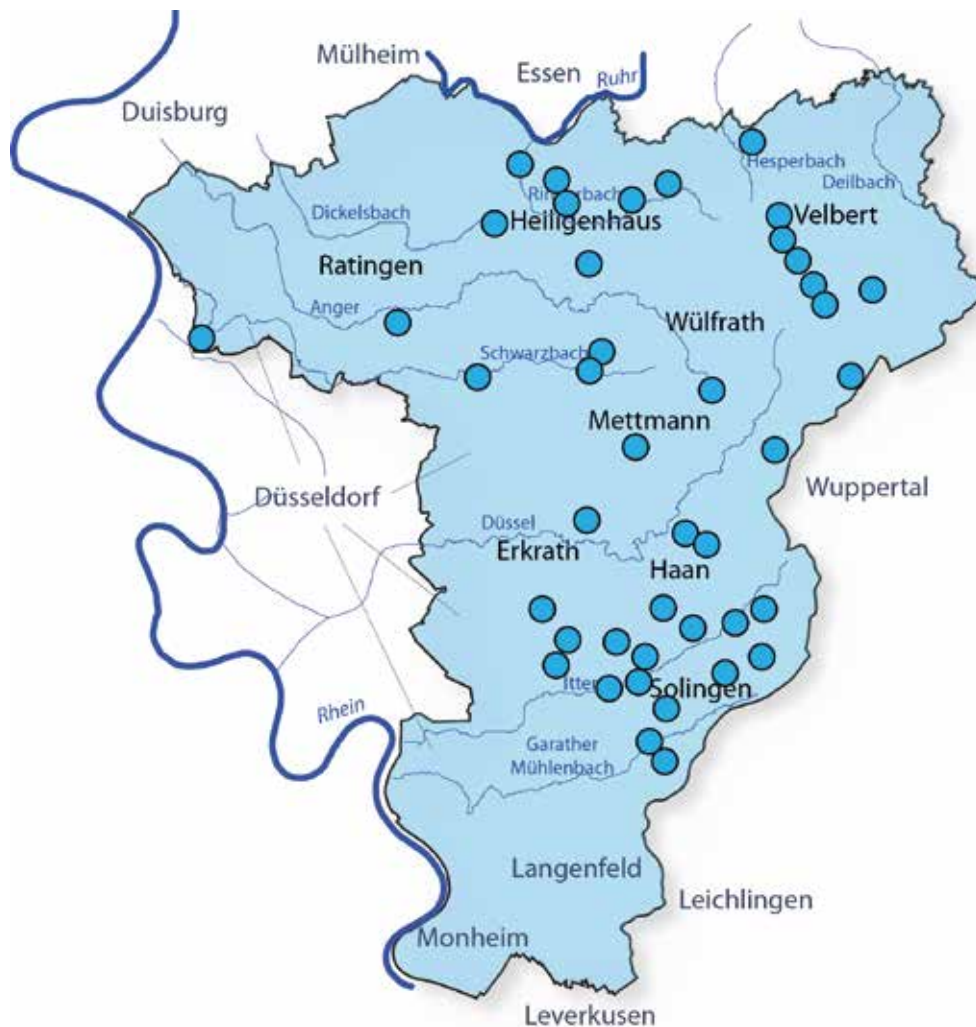 Mülheim
Essen
Ruhr
Duisburg
Hesperbach
Deilbach
Dickelsbach
Heiligenhaus
Velbert
Ratingen
Anger
Wülfrath
Schwarzbach
Mettmann
Wuppertal
Düsseldorf
Düssel
Erkrath
Haan
Itter
Solingen
Rhein
Garather
Mühlenbach
Langenfeld
Leichlingen
Monheim
Leverkusen